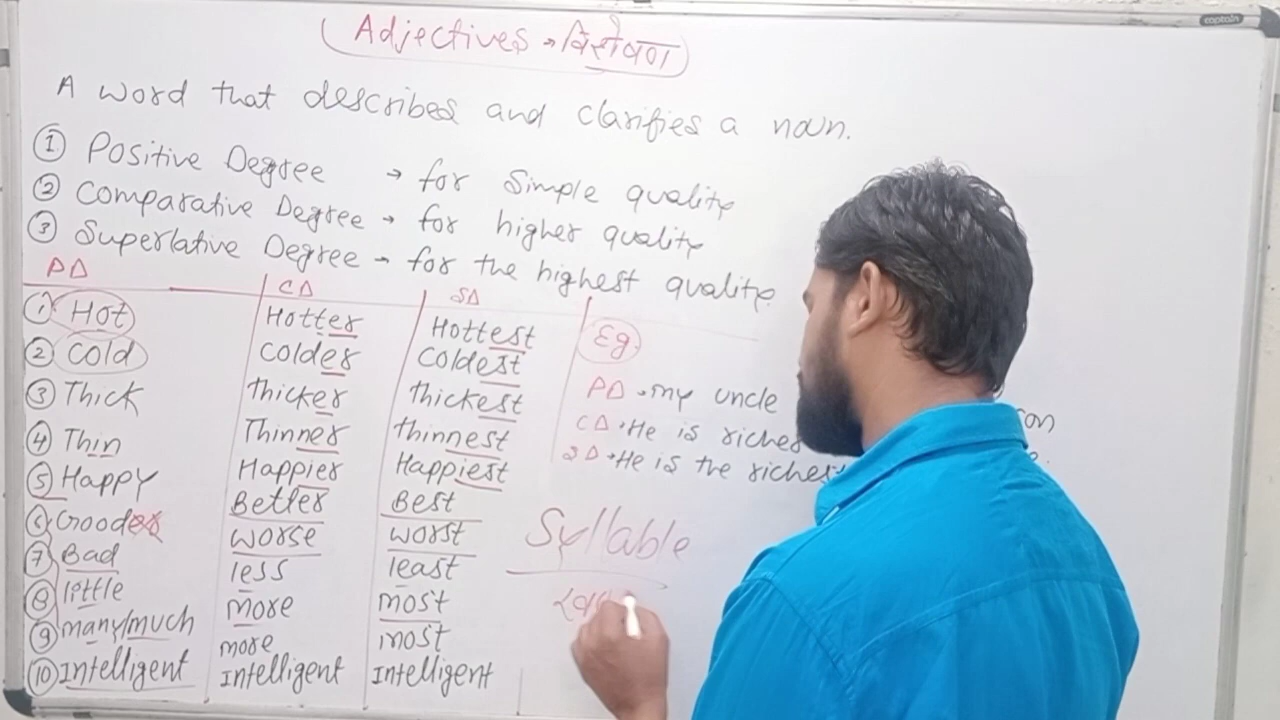 captain
Adjectives → विशेषण
A word that describes and clarifies a noun.
① Positive Degree → for simple quality
② Comparative Degree → for higher quality
③ Superlative Degree → for the highest quality
PD CD SD
① Hot Hotter Hottest
② Cold Colder Coldest
③ Thick Thicker Thickest
④ Thin Thinner Thinnest
⑤ Happy Happier Happiest
⑥ Good Better Best
⑦ Bad worse worst
⑧ little less least
⑨ many/much more most
⑩ Intelligent more Intelligent most Intelligent
Eg
PD → my uncle
CD → He is richer
SD → He is the richest
Syllable